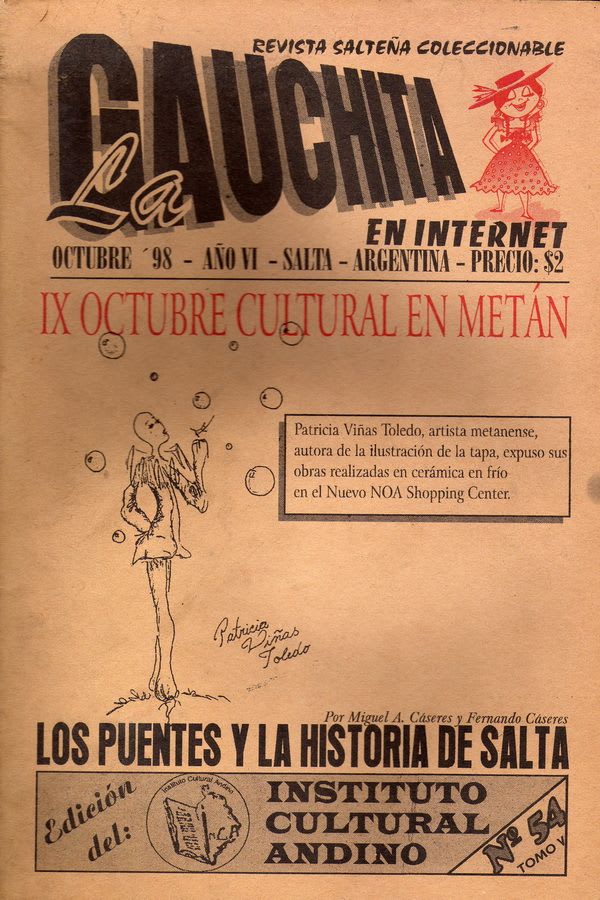 REVISTA SALTEÑA COLECCIONABLE
La GAUCHITA
EN INTERNET
OCTUBRE ´98 - AÑO VI - SALTA - ARGENTINA - PRECIO: $2
IX OCTUBRE CULTURAL EN METÁN
Patricia Viñas Toledo, artista metanense,
autora de la ilustración de la tapa, expuso sus
obras realizadas en cerámica en frío
en el Nuevo NOA Shopping Center.
Patricia
Viñas
Toledo
Por Miguel A. Cáseres y Fernando Cáseres
LOS PUENTES Y LA HISTORIA DE SALTA
Edición
del:
Instituto Cultural Andino
INSTITUTO
CULTURAL
ANDINO
Nº 54
TOMO V